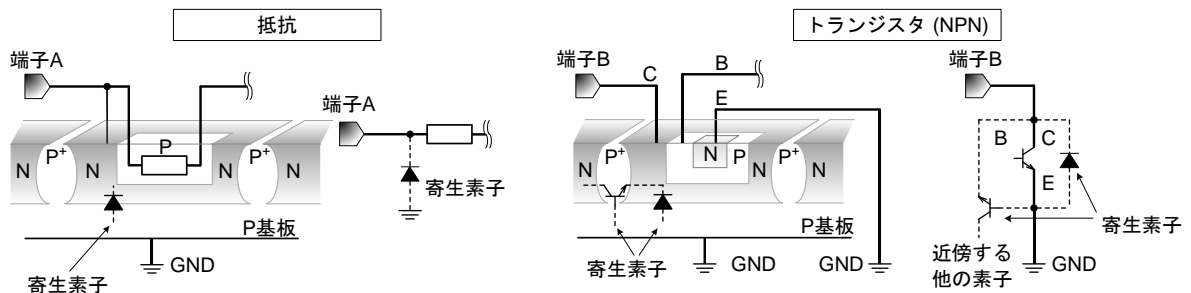 抵抗
トランジスタ (NPN)
端子A
端子A
N
P+
N
P
N
P+
N
寄生素子
P基板
GND
寄生素子
端子B
C
B
E
N
P+
N
N
P
P+
N
P基板
寄生素子
GND
GND
端子B
B
C
E
寄生素子
近傍する
他の素子
GND